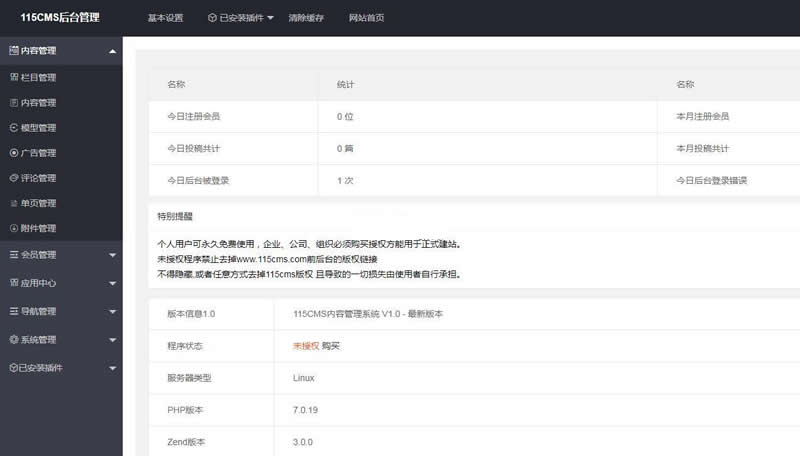 115CMS后台管理 基本设置 已安装插件 清除缓存 网站首页
内容管理
栏目管理
内容管理
模型管理
广告管理
评论管理
单页管理
附件管理
会员管理
应用中心
导航管理
系统管理
已安装插件
名称 统计 名称
今日注册会员 0 位 本月注册会员
今日投稿共计 0 篇 本月投稿共计
今日后台被登录 1 次 今日后台登录错误
特别提醒
个人用户可永久免费使用，企业、公司、组织必须购买授权方能用于正式建站。
未授权程序禁止去掉www.115cms.com前后台的版权链接
不得隐藏,或者任意方式去掉115cms版权 且导致的一切损失由使用者自行承担。
版本信息1.0 115CMS内容管理系统 V1.0 - 最新版本
程序状态 未授权 购买
服务器类型 Linux
PHP版本 7.0.19
Zend版本 3.0.0